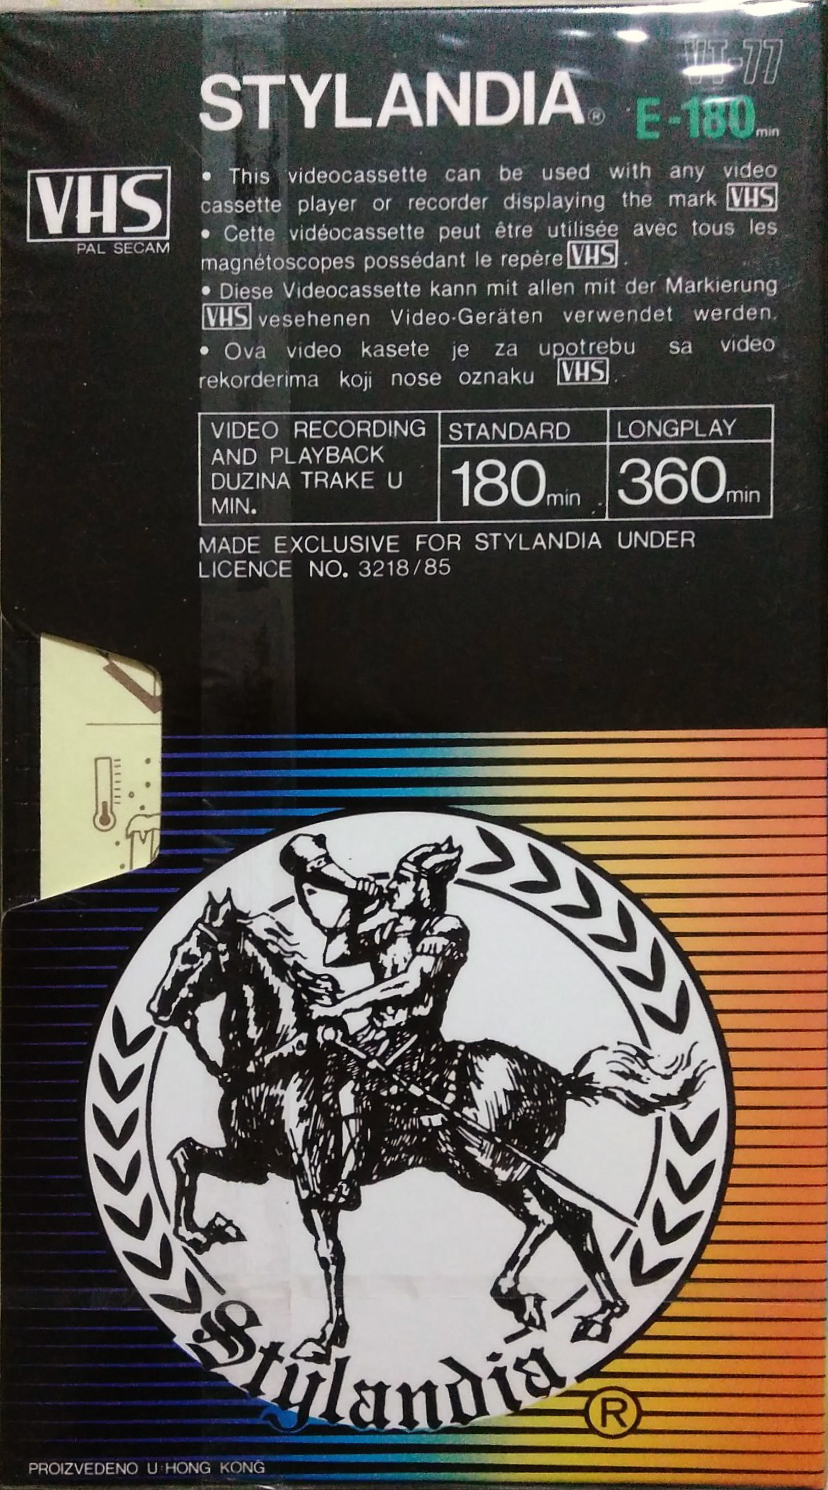 VT-77
STYLANDIA®
E-180min
VHS
PAL SECAM
• This videocassette can be used with any video
cassette player or recorder displaying the mark VHS
• Cette vidéocassette peut être utilisée avec tous les
magnétoscopes possédant le repère VHS.
• Diese Videocassette kann mit allen mit der Markierung
VHS vesehenen Video-Geräten verwendet werden.
• Ova video kasete je za upotrebu sa video
rekorderima koji nose oznaku VHS.
VIDEO RECORDING
AND PLAYBACK
DUZINA TRAKE U
MIN.
STANDARD
180min
LONGPLAY
360min
MADE EXCLUSIVE FOR STYLANDIA UNDER
LICENCE NO. 3218/85
Stylandia ®
PROIZVEDENO U HONG KONG